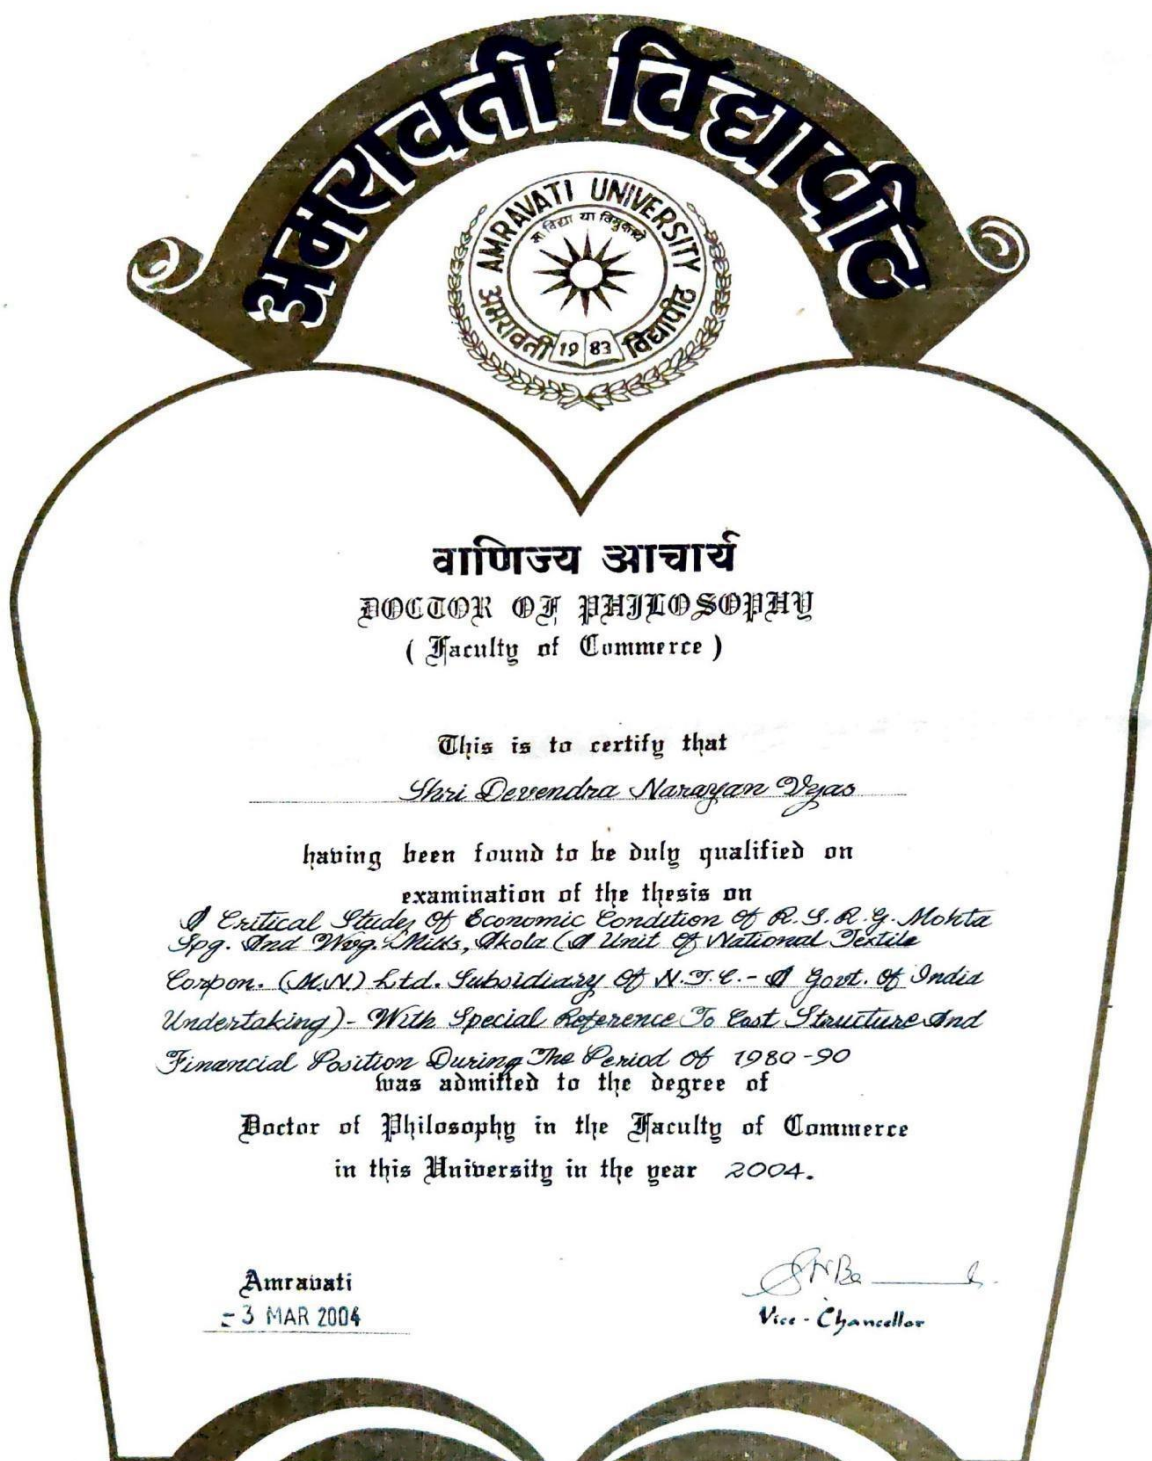 अमरावती विद्यापीठ
AMRAVATI UNIVERSITY
सा विद्या या विमुक्तये
अमरावती 1983 विद्यापीठ
वाणिज्य आचार्य
DOCTOR OF PHILOSOPHY
( Faculty of Commerce )
This is to certify that
Shri Devendra Narayan Vyas
having been found to be duly qualified on
examination of the thesis on
A Critical Study Of Economic Condition Of R. S. R. G. Mohta
Spg. And Wvg. Mills, Akola (A Unit Of National Textile
Corpon. (M.N.) Ltd. Subsidiary Of N.T.C. - A Govt. Of India
Undertaking) - With Special Reference To Cost Structure And
Financial Position During The Period Of 1980-90
was admitted to the degree of
Doctor of Philosophy in the Faculty of Commerce
in this University in the year 2004.
Amravati
- 3 MAR 2004
Vice - Chancellor